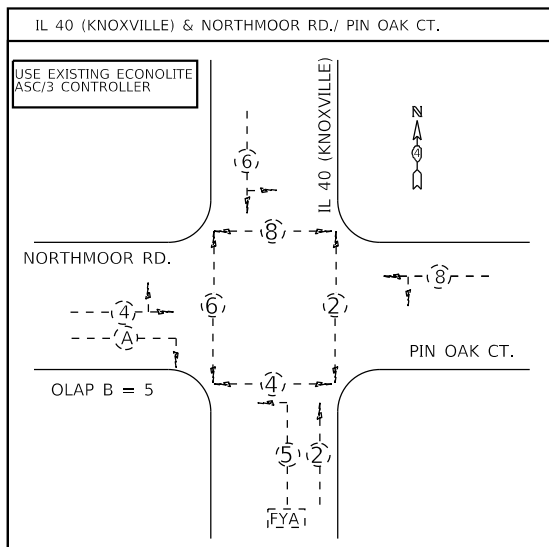 IL 40 (KNOXVILLE) & NORTHMOOR RD./ PIN OAK CT.
USE EXISTING ECONOLITE
ASC/3 CONTROLLER
IL 40 (KNOXVILLE)
N
4
6
8
NORTHMOOR RD.
8
4
6
2
A
PIN OAK CT.
4
OLAP B = 5
5
2
FYA